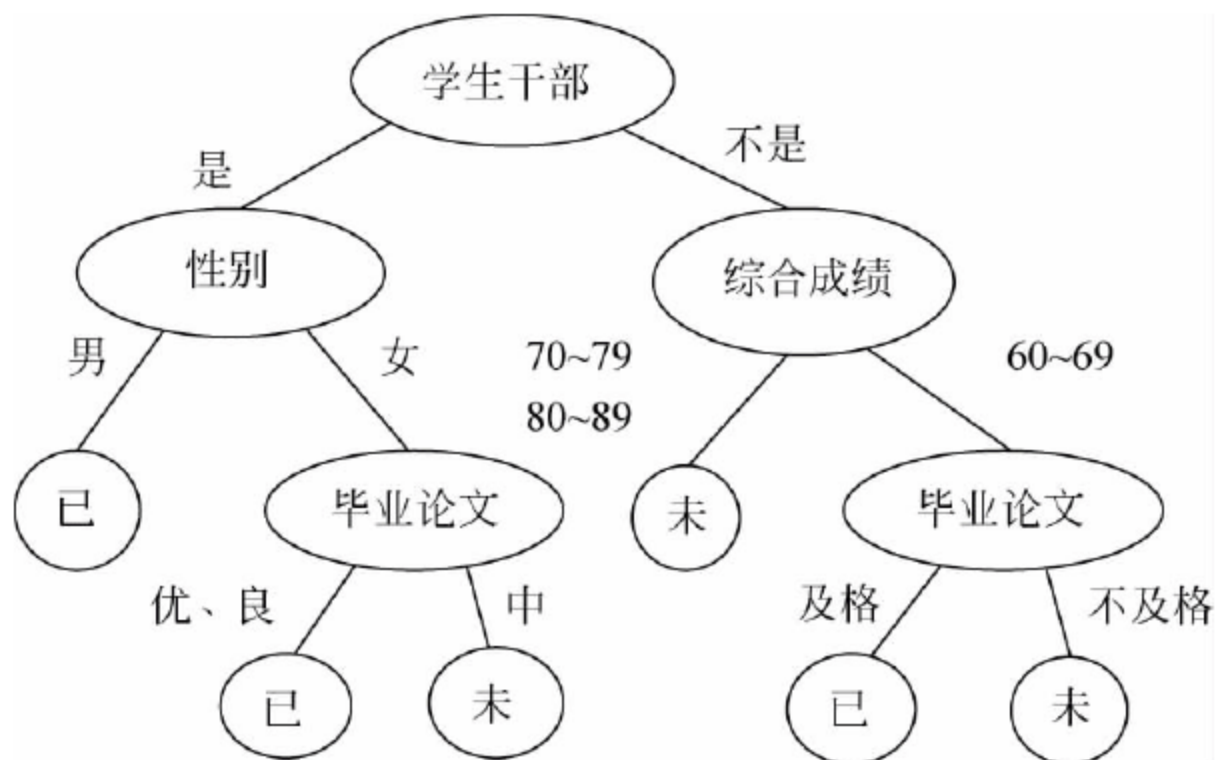 学生干部
是
不是
性别
综合成绩
男
女
70~79
80~89
60~69
已
毕业论文
未
毕业论文
优、良
中
及格
不及格
已
未
已
未